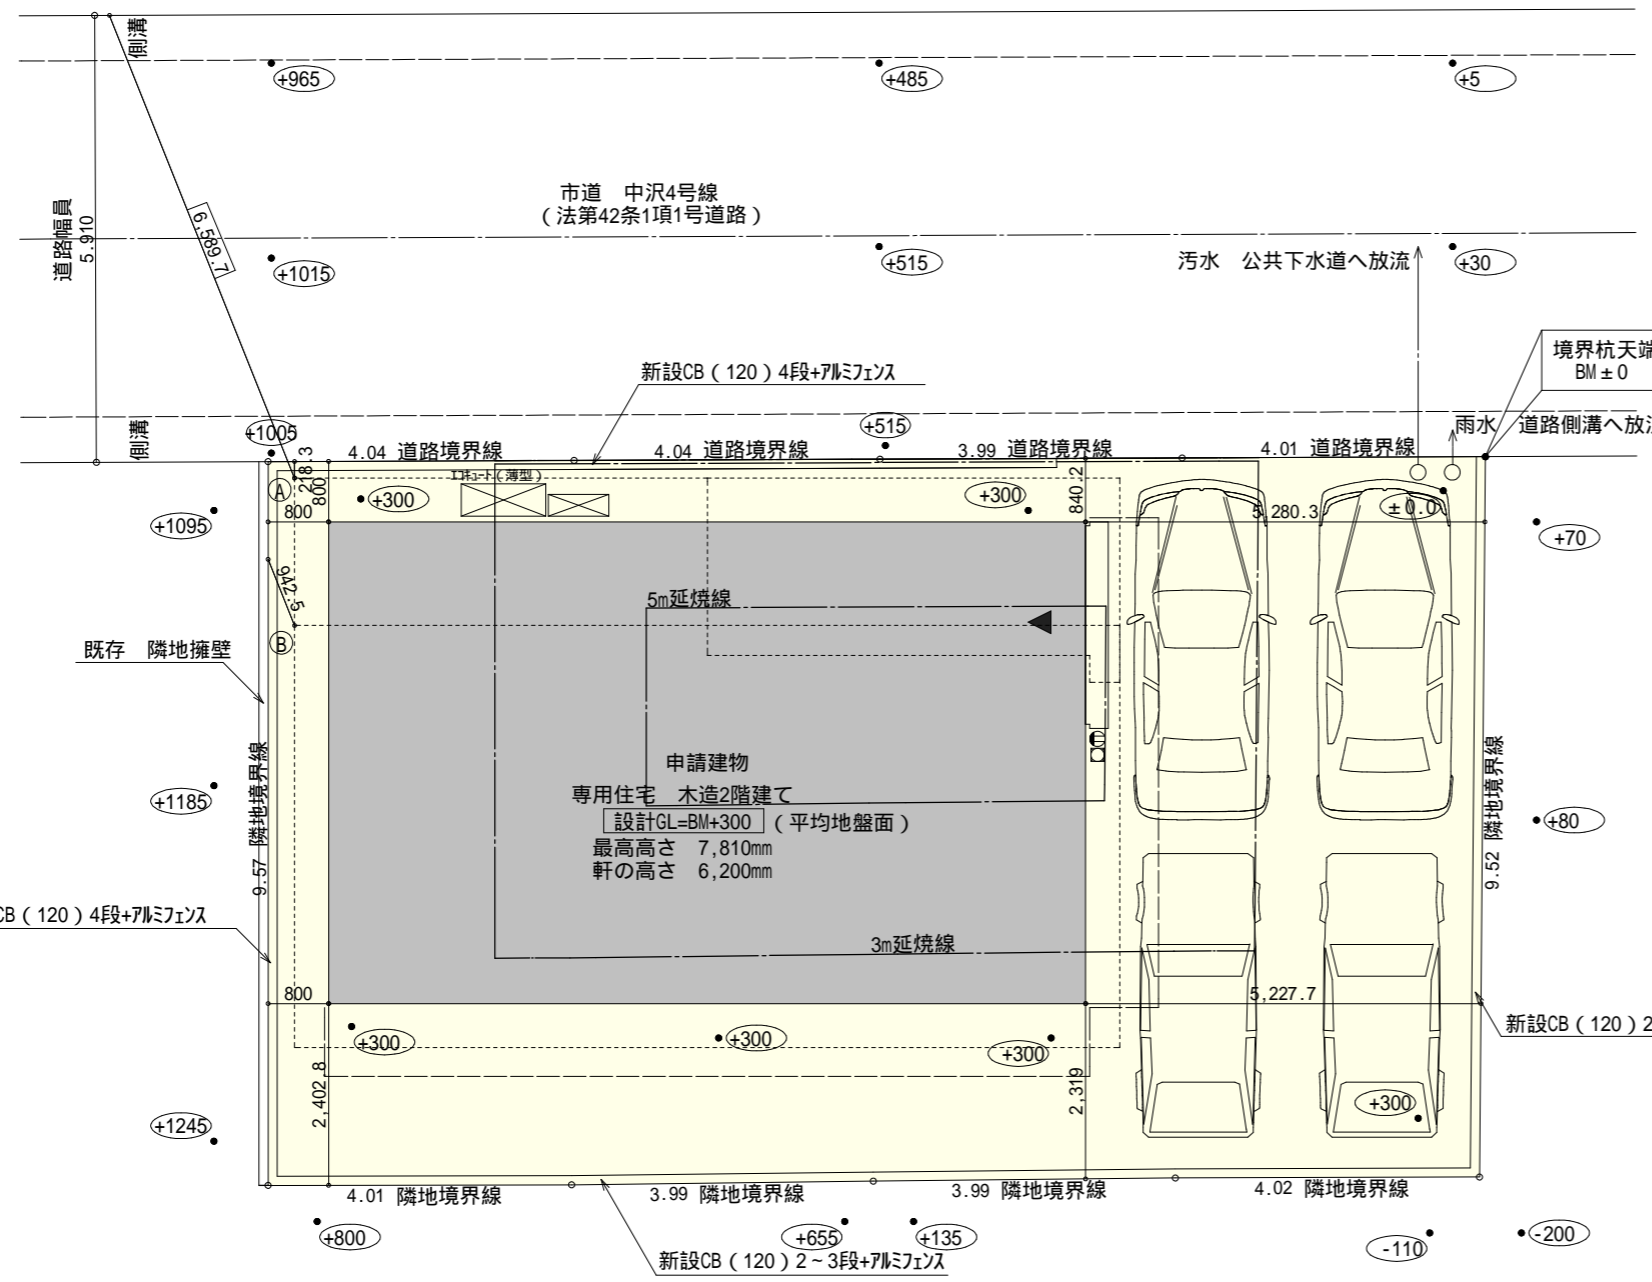 側溝
+965
+485
+5
道路幅員
5.910
6,589.7
市道 中沢4号線
(法第42条1項1号道路)
+1015
+515
汚水 公共下水道へ放流
+30
境界杭天端
BM±0
新設CB(120)4段+アルミフェンス
側溝
+1005
+515
雨水 道路側溝へ放流
4.04 道路境界線
4.04 道路境界線
3.99 道路境界線
4.01 道路境界線
218.3
800
エコキュート(薄型)
A
+300
+300
840.2
±0.0
+1095
800
5,280.3
+70
942.5
B
5m延焼線
既存 隣地擁壁
9.57 隣地境界線
申請建物
専用住宅 木造2階建て
設計GL=BM+300 (平均地盤面)
最高高さ 7,810mm
軒の高さ 6,200mm
+1185
+80
9.52 隣地境界線
CB(120)4段+アルミフェンス
3m延焼線
800
5,227.7
+300
+300
+300
新設CB(120)2
2,402.8
2,319
+300
+1245
4.01 隣地境界線
3.99 隣地境界線
3.99 隣地境界線
4.02 隣地境界線
+800
+655
+135
-110
-200
新設CB(120)2~3段+アルミフェンス